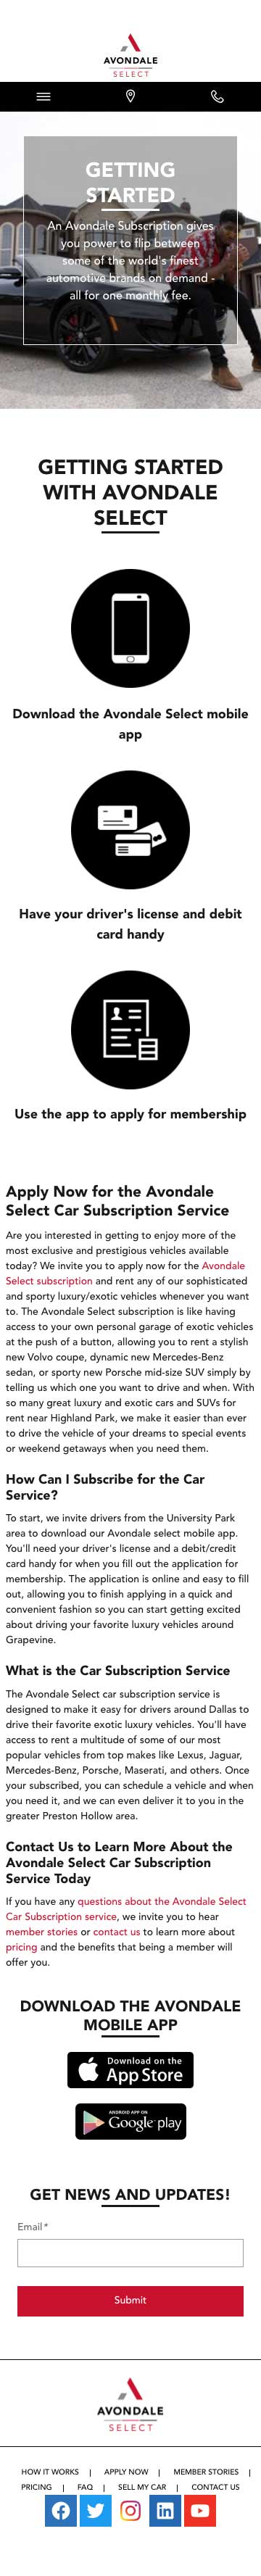 AVONDALE
SELECT
GETTING
STARTED
An Avondale Subscription gives
you power to flip between
some of the world's finest
automotive brands on demand -
all for one monthly fee.
GETTING STARTED
WITH AVONDALE
SELECT
Download the Avondale Select mobile
app
Have your driver's license and debit
card handy
Use the app to apply for membership
Apply Now for the Avondale
Select Car Subscription Service
Are you interested in getting to enjoy more of the
most exclusive and prestigious vehicles available
today? We invite you to apply now for the Avondale
Select subscription and rent any of our sophisticated
and sporty luxury/exotic vehicles whenever you want
to. The Avondale Select subscription is like having
access to your own personal garage of exotic vehicles
at the push of a button, allowing you to rent a stylish
new Volvo coupe, dynamic new Mercedes-Benz
sedan, or sporty new Porsche mid-size SUV simply by
telling us which one you want to drive and when. With
so many great luxury and exotic cars and SUVs for
rent near Highland Park, we make it easier than ever
to drive the vehicle of your dreams to special events
or weekend getaways when you need them.
How Can I Subscribe for the Car
Service?
To start, we invite drivers from the University Park
area to download our Avondale select mobile app.
You'll need your driver's license and a debit/credit
card handy for when you fill out the application for
membership. The application is online and easy to fill
out, allowing you to finish applying in a quick and
convenient fashion so you can start getting excited
about driving your favorite luxury vehicles around
Grapevine.
What is the Car Subscription Service
The Avondale Select car subscription service is
designed to make it easy for drivers around Dallas to
drive their favorite exotic luxury vehicles. You'll have
access to rent a multitude of some of our most
popular vehicles from top makes like Lexus, Jaguar,
Mercedes-Benz, Porsche, Maserati, and others. Once
your subscribed, you can schedule a vehicle and when
you need it, and we can even deliver it to you in the
greater Preston Hollow area.
Contact Us to Learn More About the
Avondale Select Car Subscription
Service Today
If you have any questions about the Avondale Select
Car Subscription service, we invite you to hear
member stories or contact us to learn more about
pricing and the benefits that being a member will
offer you.
DOWNLOAD THE AVONDALE
MOBILE APP
Download on the
App Store
ANDROID APP ON
Google play
GET NEWS AND UPDATES!
Email*
Submit
AVONDALE
SELECT
HOW IT WORKS | APPLY NOW | MEMBER STORIES |
PRICING | FAQ | SELL MY CAR | CONTACT US